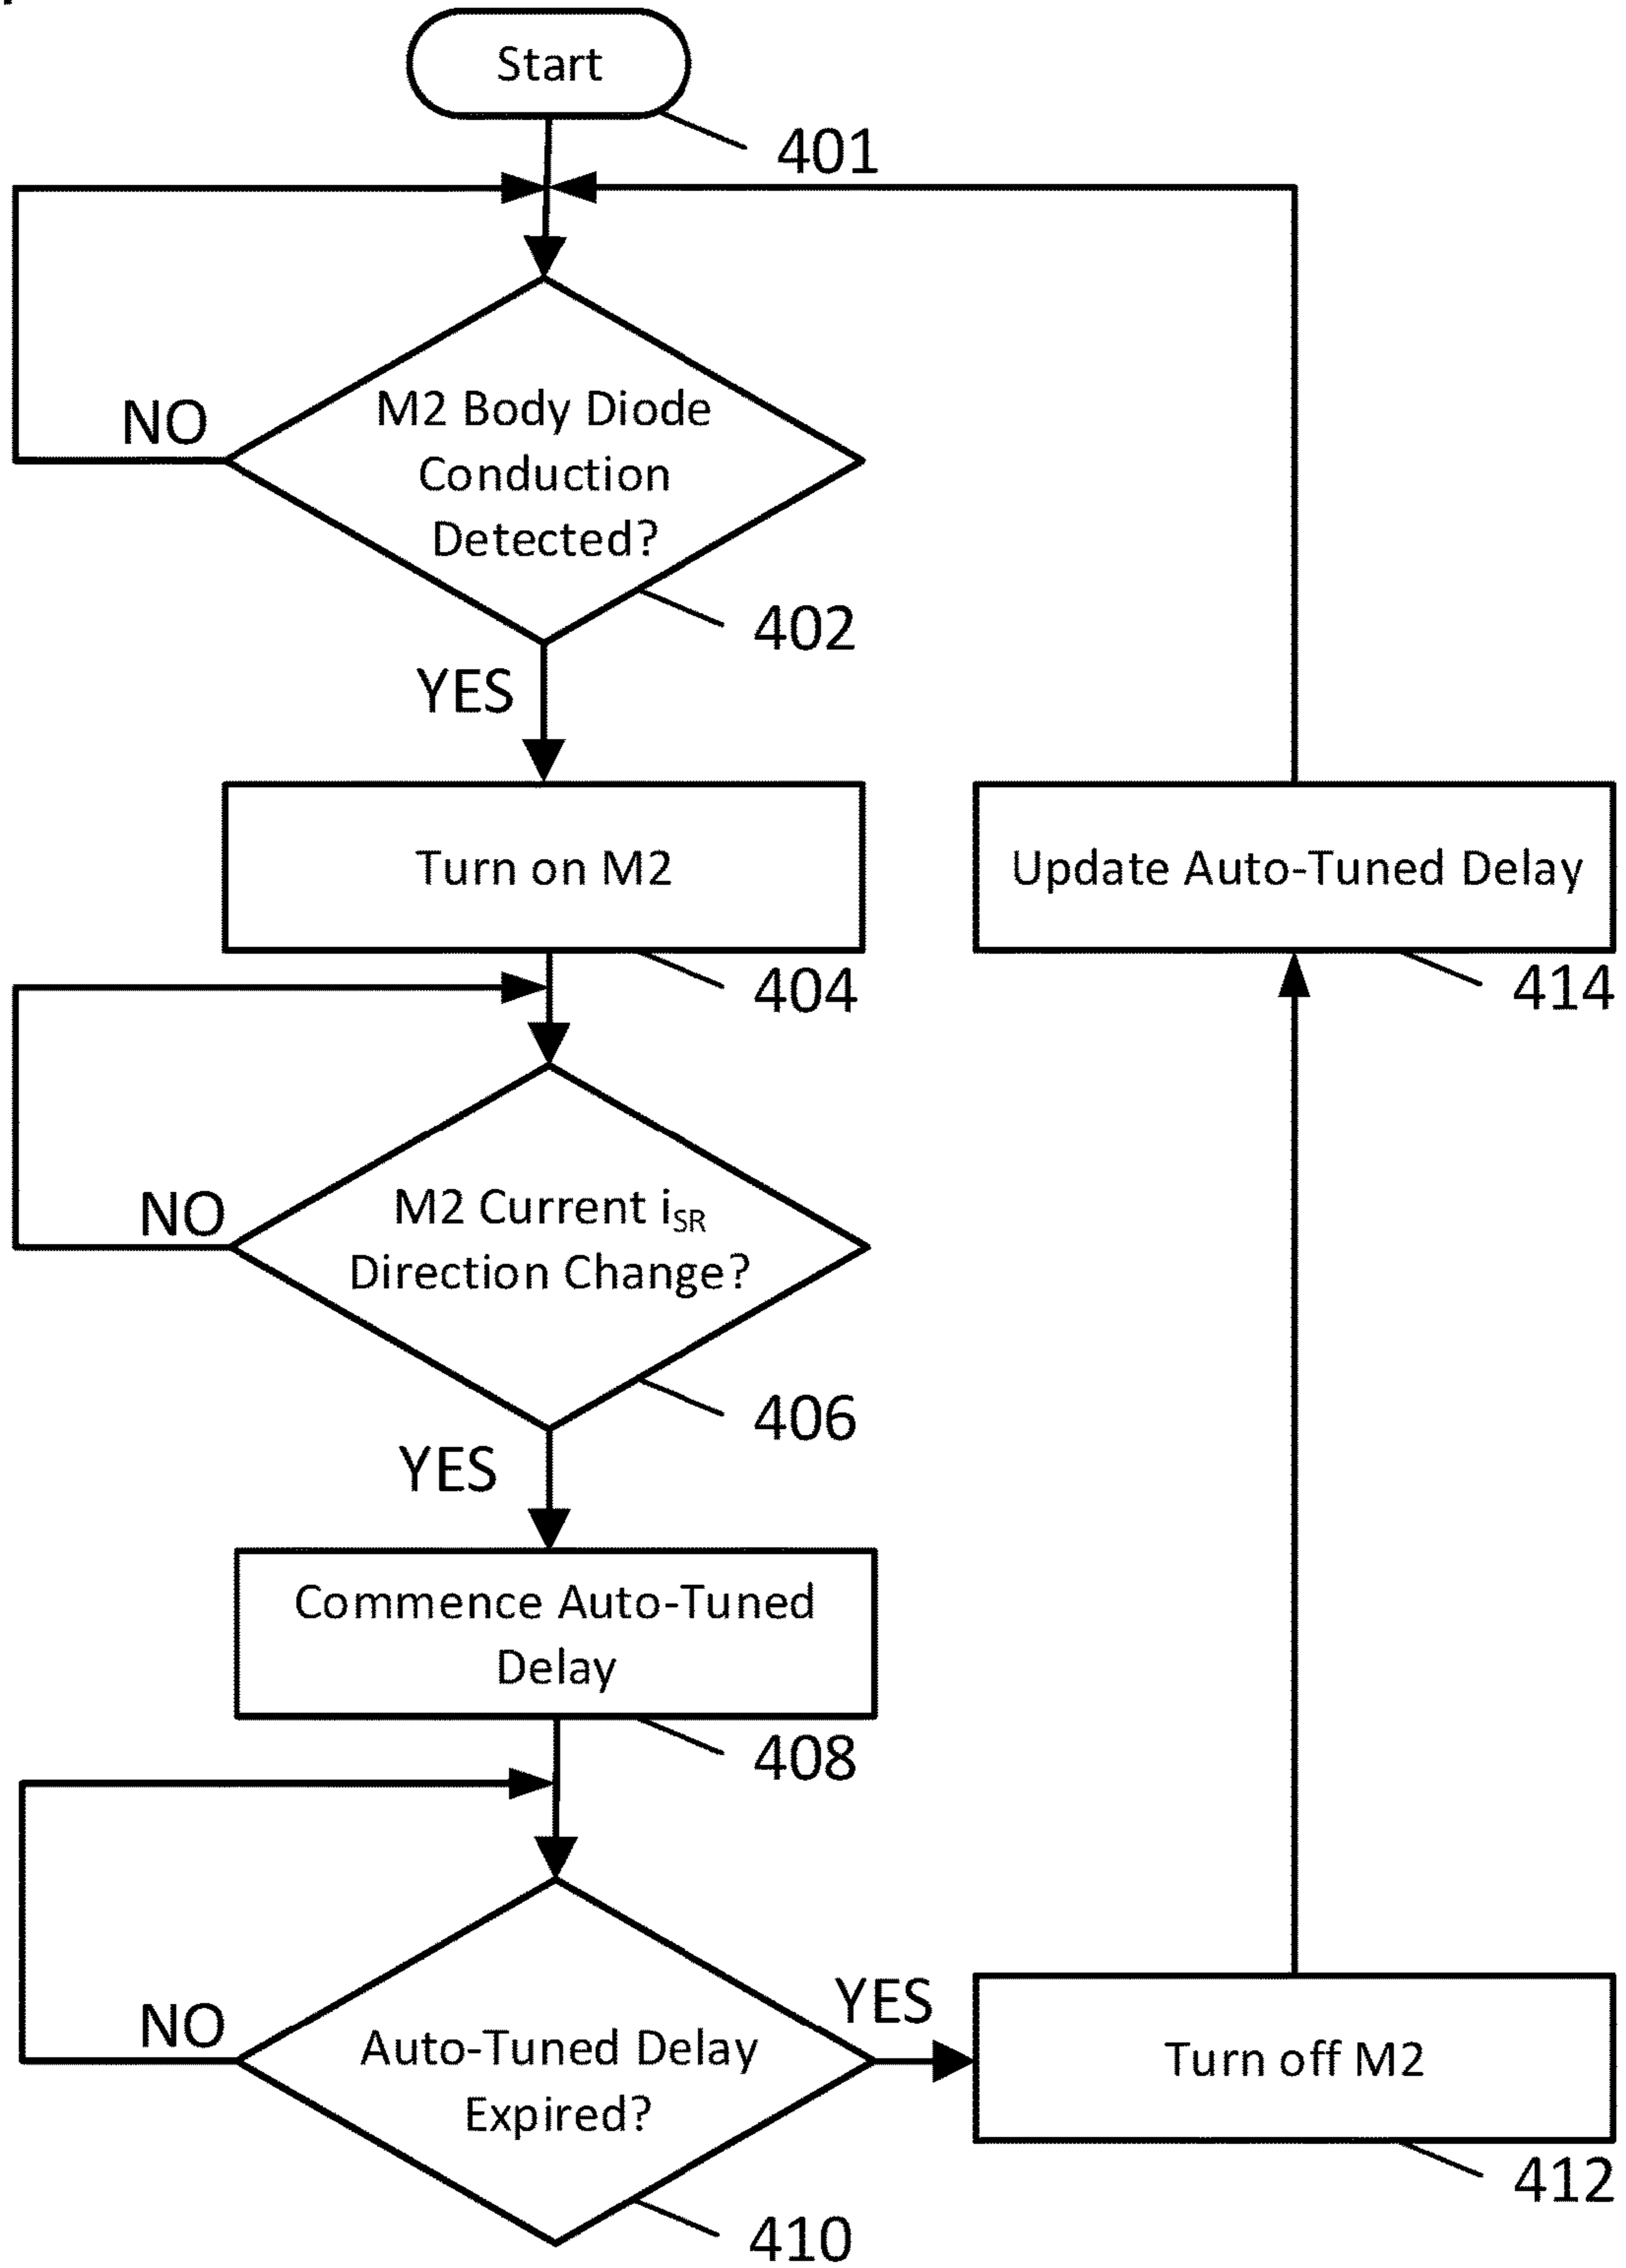 Start
401
M2 Body Diode
Conduction
Detected?
NO
402
YES
Turn on M2
404
Update Auto-Tuned Delay
414
M2 Current iSR
Direction Change?
NO
406
YES
Commence Auto-Tuned
Delay
408
Auto-Tuned Delay
Expired?
NO
YES
410
Turn off M2
412